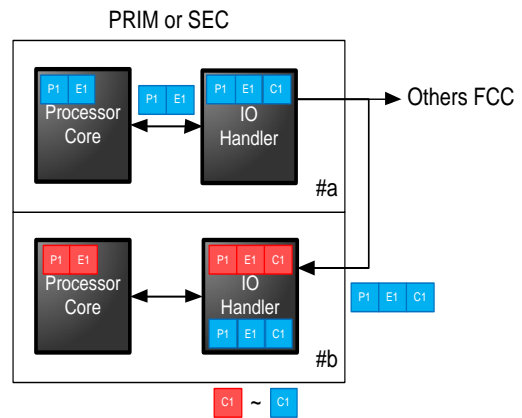 PRIM or SEC
P1 E1
Processor
Core
P1 E1
P1 E1 C1
IO
Handler
Others FCC
#a
P1 E1
Processor
Core
P1 E1 C1
IO
Handler
P1 E1 C1
#b
P1 E1 C1
C1 ~ C1